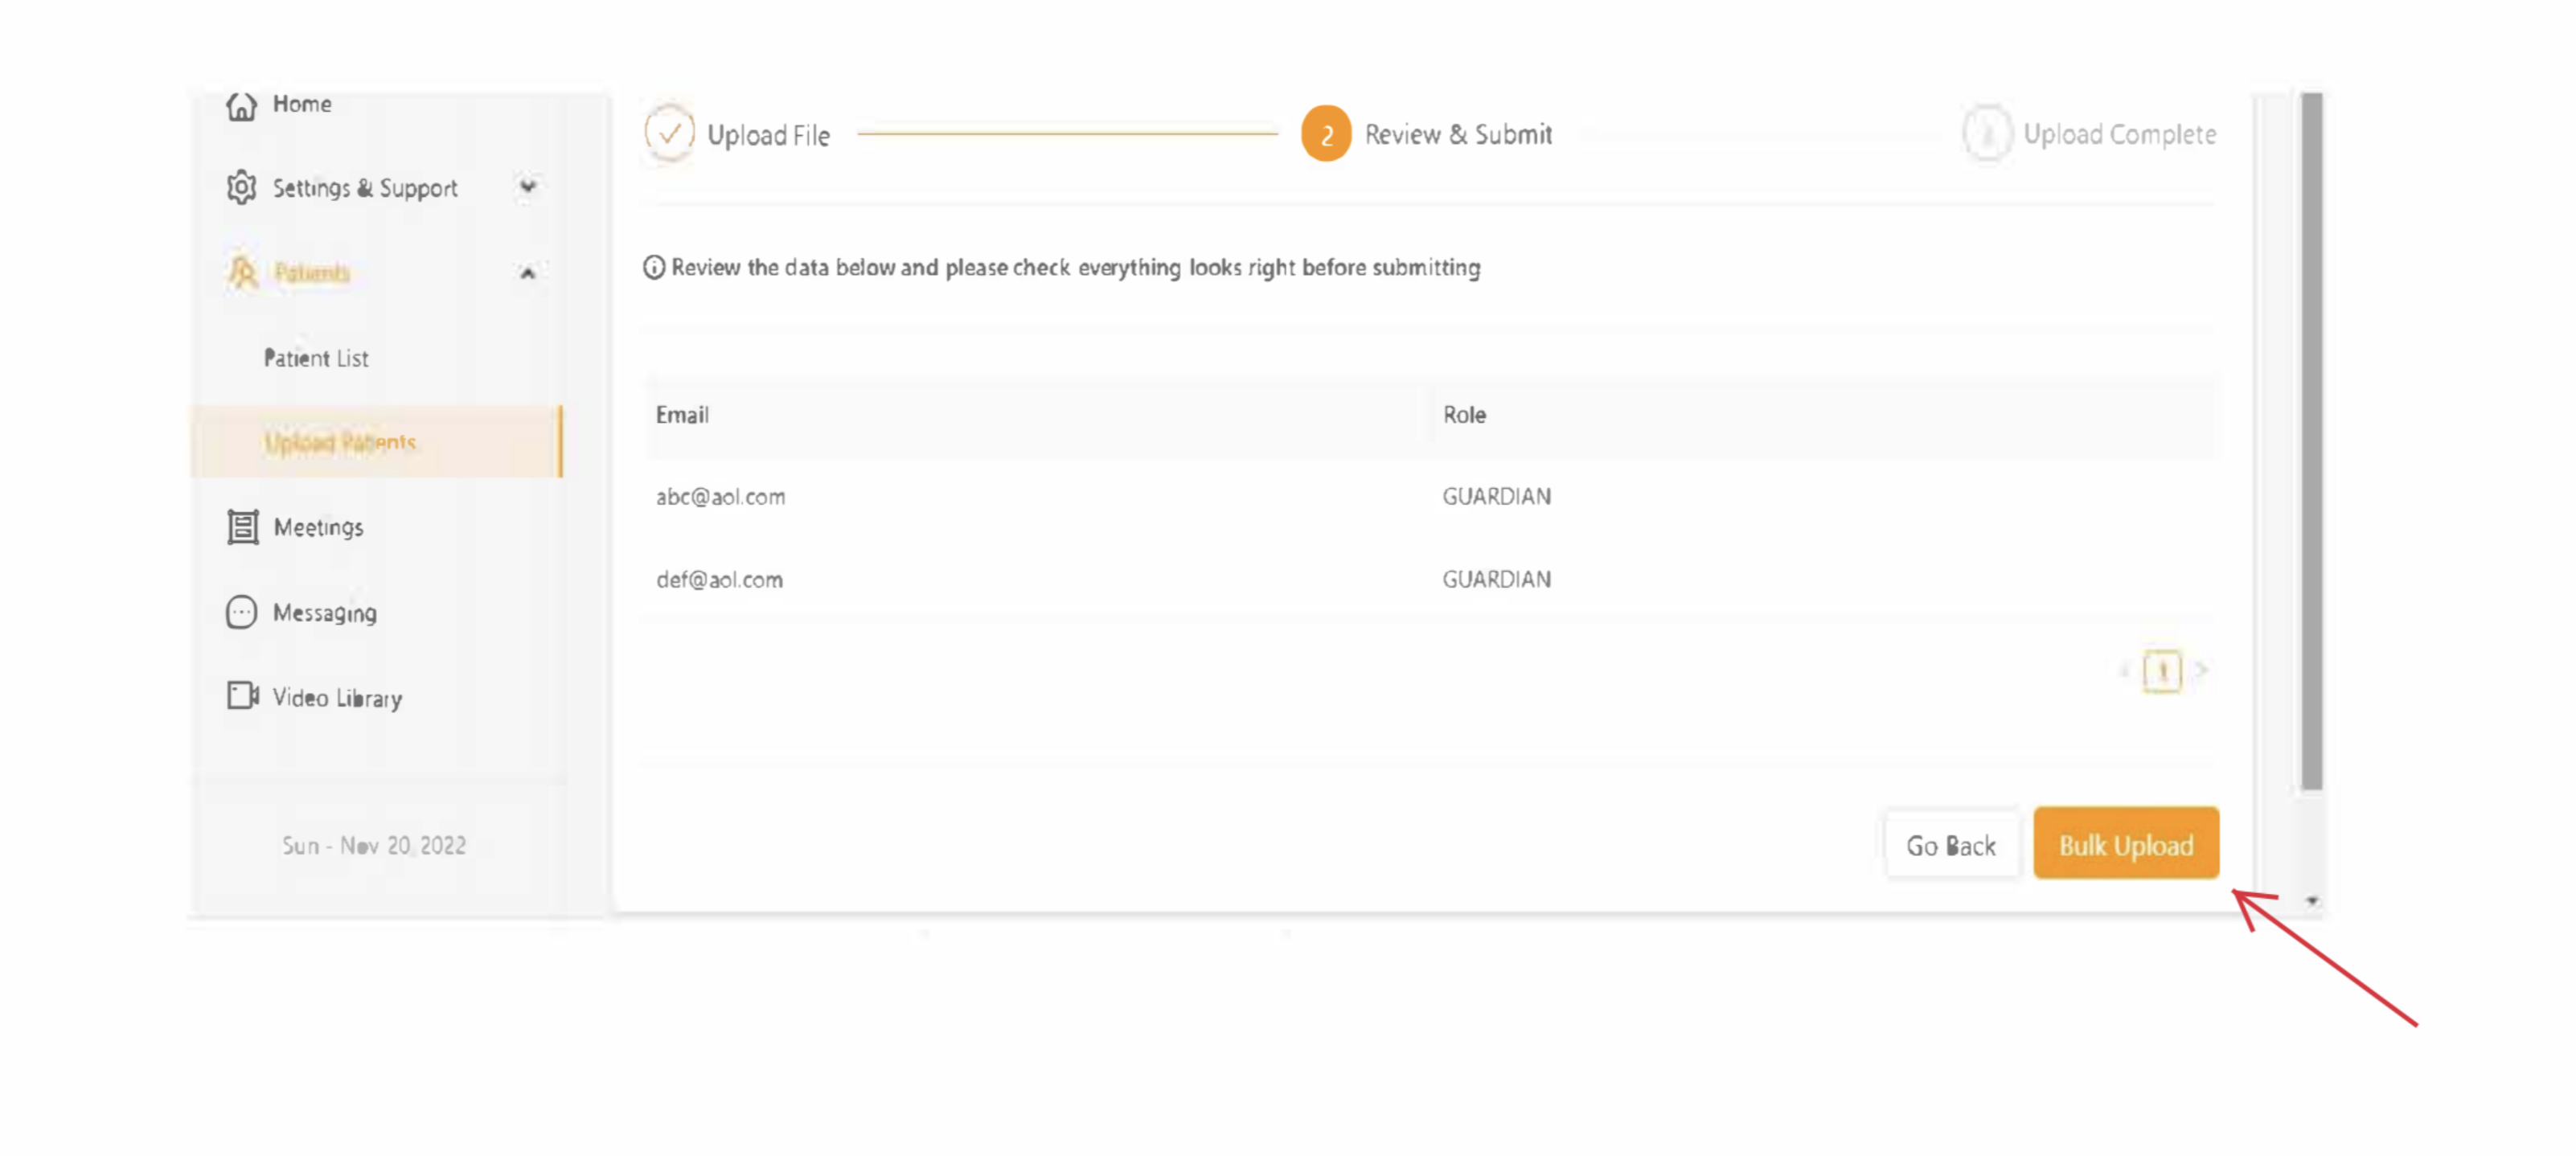 Home
Settings & Support
Patients
Patient List
Upload Patients
Meetings
Messaging
Video Library
Sun - Nov 20, 2022
Upload File
2 Review & Submit
Upload Complete
Review the data below and please check everything looks right before submitting
Email Role
abc@aol.com GUARDIAN
def@aol.com GUARDIAN
1
Go Back Bulk Upload